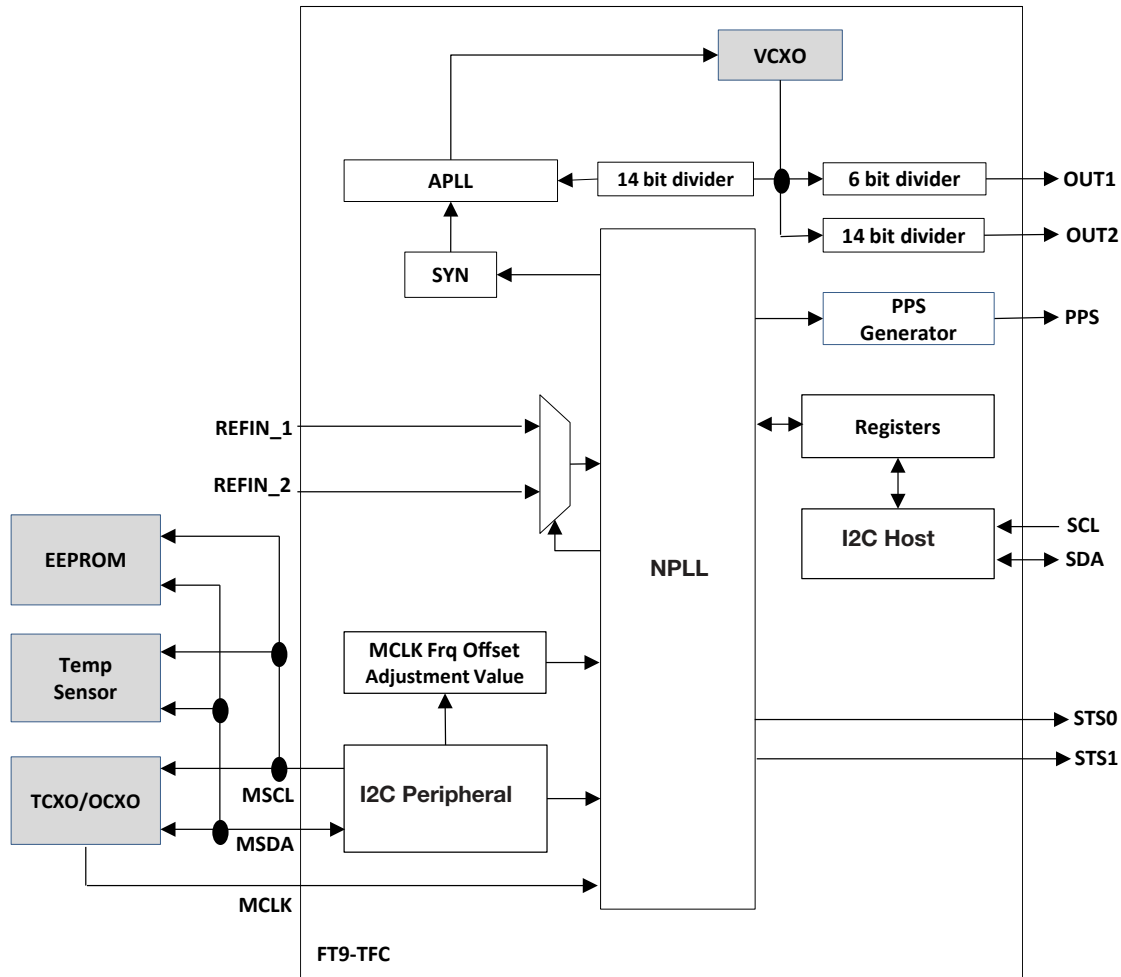 VCXO
APLL
14 bit divider
6 bit divider
OUT1
14 bit divider
OUT2
SYN
PPS
Generator
PPS
REFIN_1
Registers
REFIN_2
SCL
I2C Host
EEPROM
SDA
NPLL
MCLK Frq Offset
Adjustment Value
Temp
Sensor
STS0
STS1
TCXO/OCXO
MSCL
I2C Peripheral
MSDA
MCLK
FT9-TFC